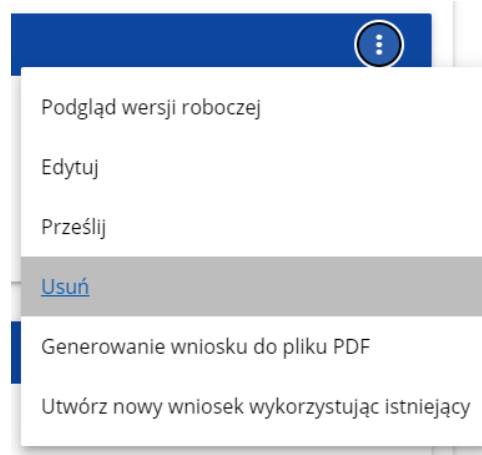 Podgląd wersji roboczej
Edytuj
Prześlij
Usuń
Generowanie wniosku do pliku PDF
Utwórz nowy wniosek wykorzystując istniejący